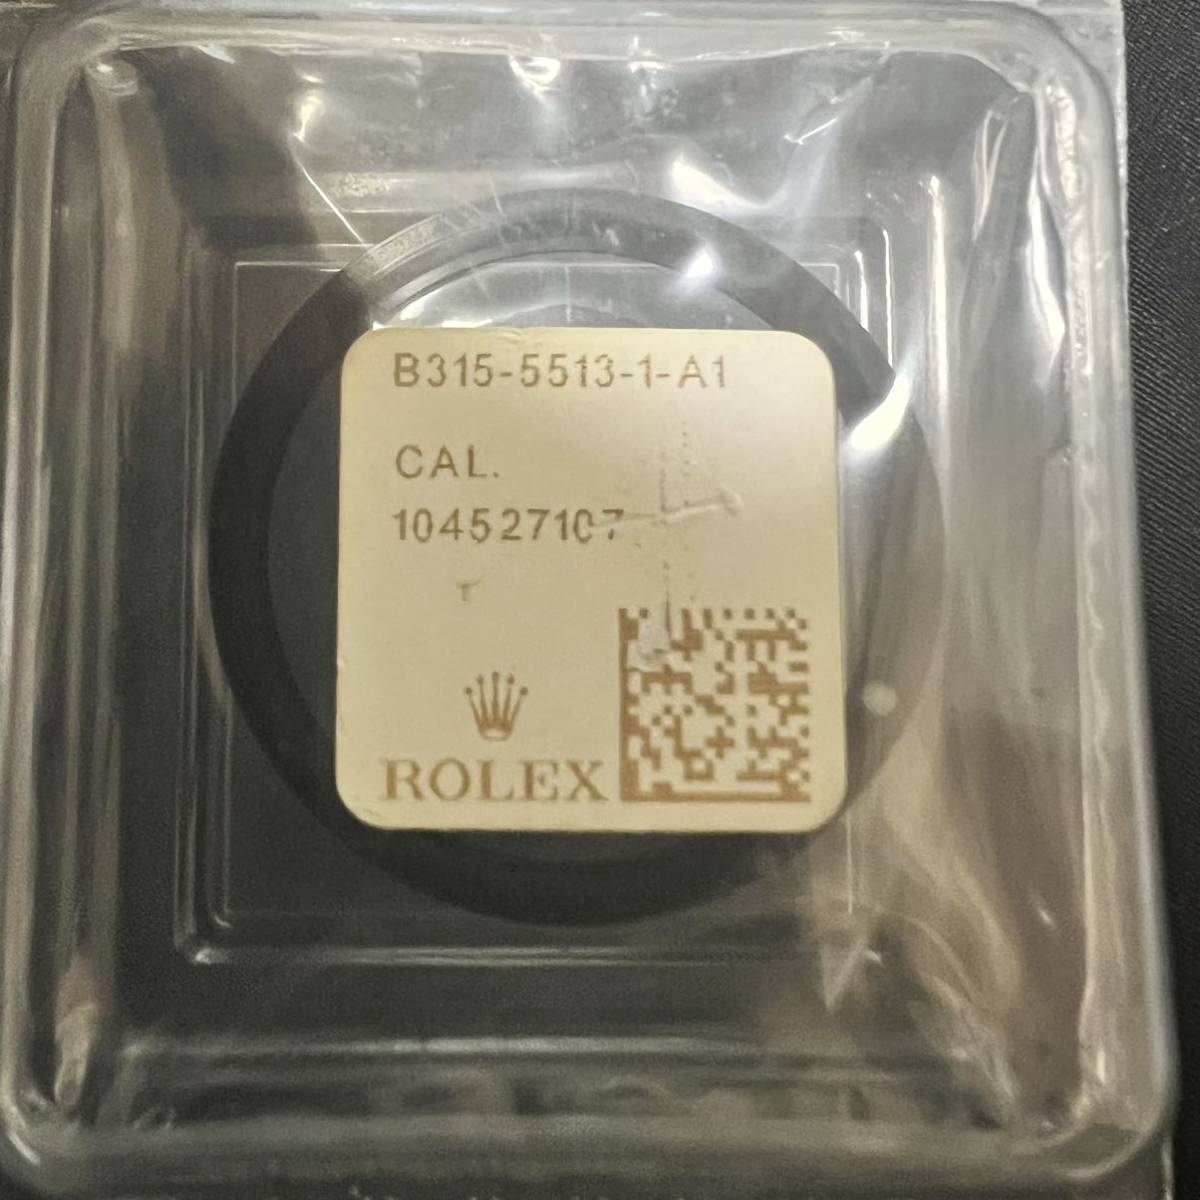 B315-5513-1-A1
CAL.
104527107
ROLEX